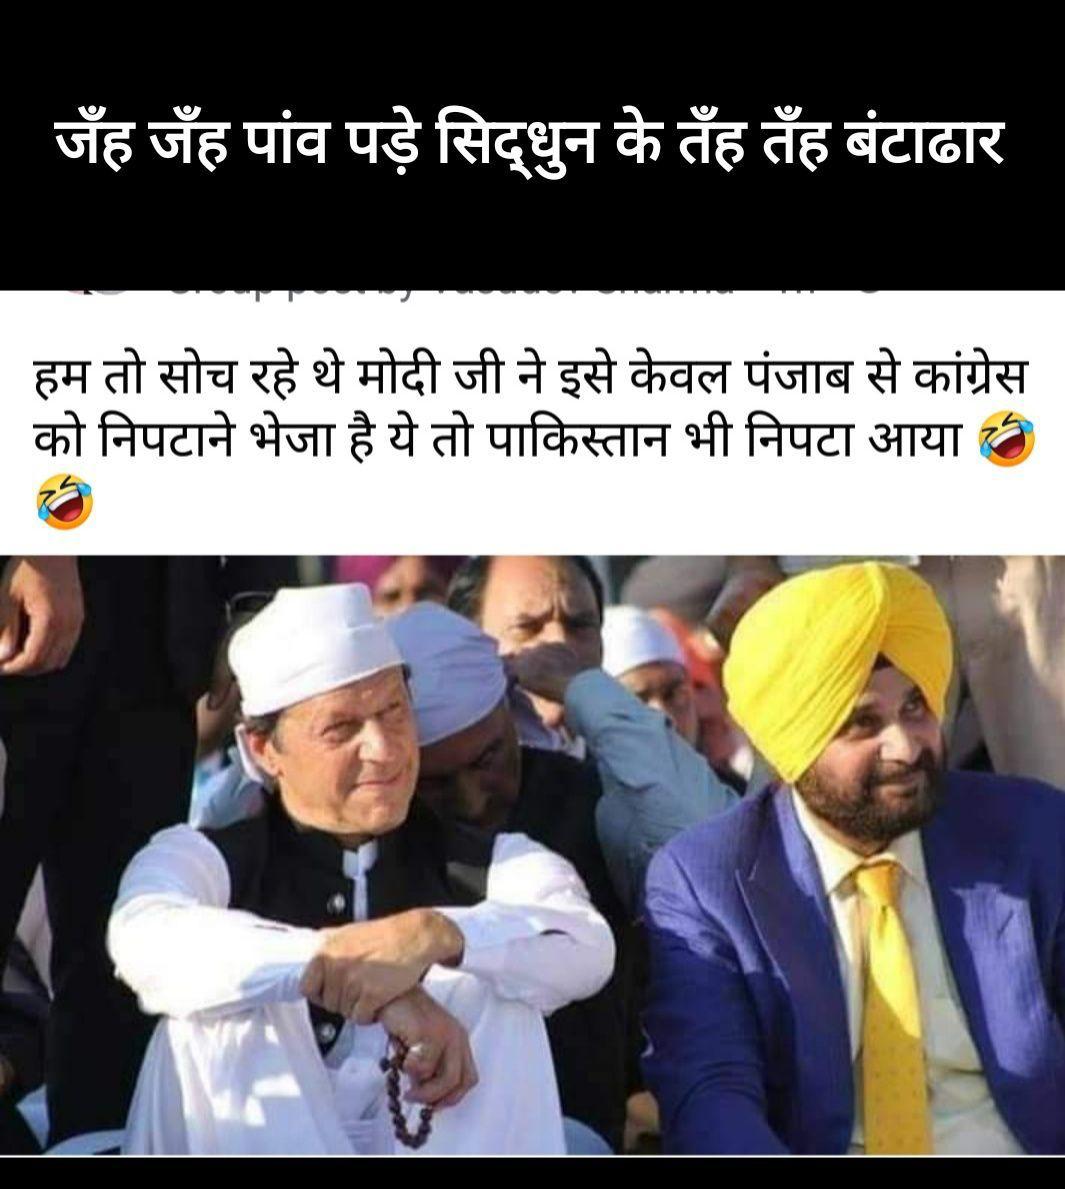 जँह जँह पांव पड़े सिद्धुन के तँह तँह बंटाढार
हम तो सोच रहे थे मोदी जी ने इसे केवल पंजाब से कांग्रेस
को निपटाने भेजा है ये तो पाकिस्तान भी निपटा आया 🤣
🤣